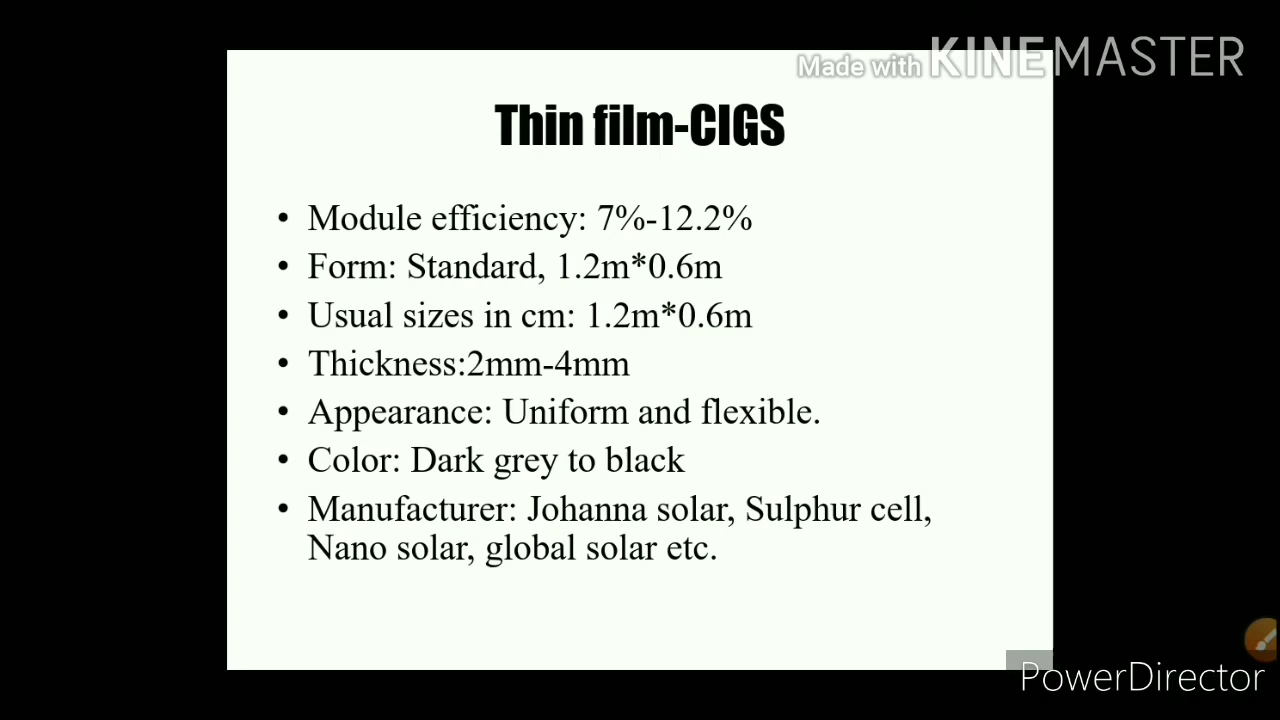 Made with KINEMASTER
Thin film-CIGS
• Module efficiency: 7%-12.2%
• Form: Standard, 1.2m*0.6m
• Usual sizes in cm: 1.2m*0.6m
• Thickness:2mm-4mm
• Appearance: Uniform and flexible.
• Color: Dark grey to black
• Manufacturer: Johanna solar, Sulphur cell,
Nano solar, global solar etc.
PowerDirector